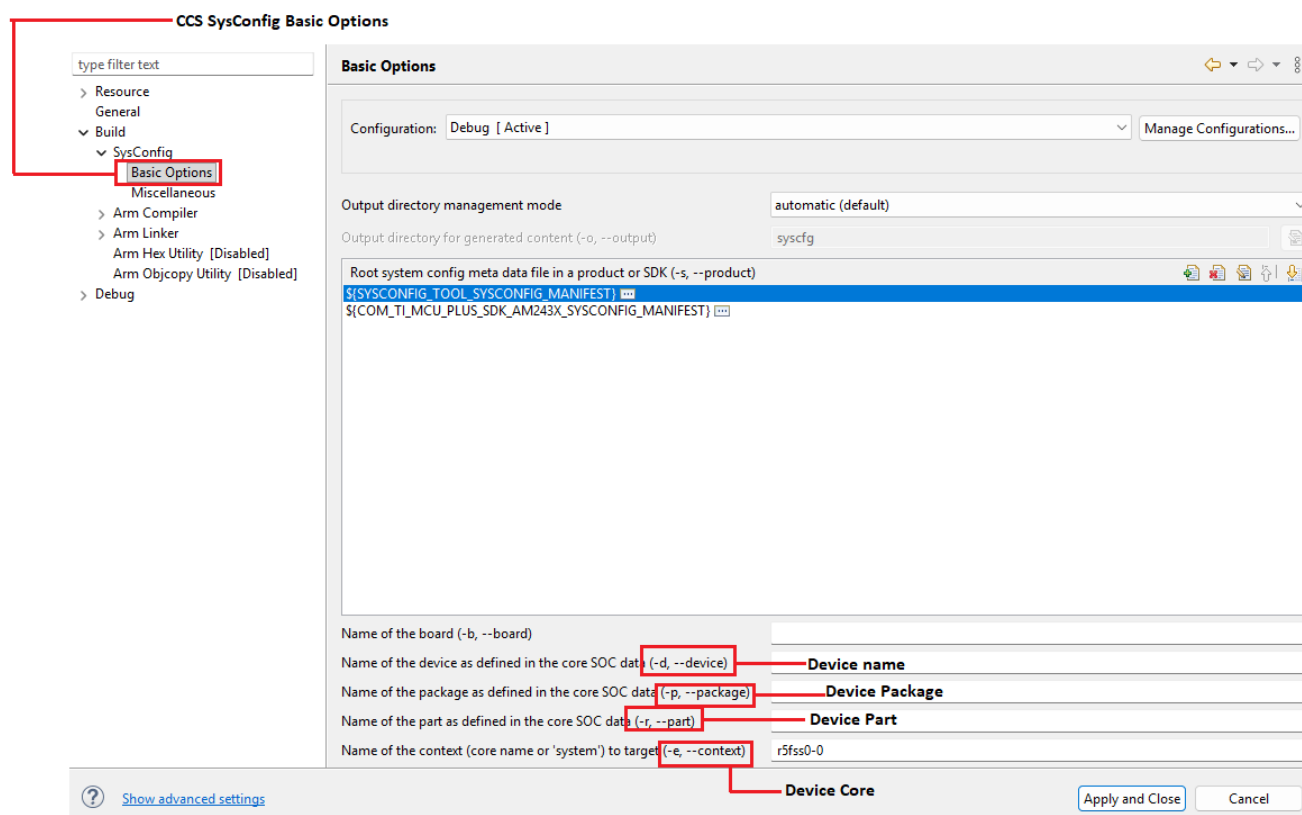 CCS SysConfig Basic Options
type filter text
Resource
General
Build
SysConfig
Basic Options
Miscellaneous
Arm Compiler
Arm Linker
Arm Hex Utility [Disabled]
Arm Objcopy Utility [Disabled]
Debug
Basic Options
Configuration: Debug [ Active ] Manage Configurations...
Output directory management mode automatic (default)
Output directory for generated content (-o, --output) syscfg
Root system config meta data file in a product or SDK (-s, --product)
${SYSCONFIG_TOOL_SYSCONFIG_MANIFEST}
${COM_TI_MCU_PLUS_SDK_AM243X_SYSCONFIG_MANIFEST}
Name of the board (-b, --board)
Name of the device as defined in the core SOC data (-d, --device) Device name
Name of the package as defined in the core SOC data (-p, --package) Device Package
Name of the part as defined in the core SOC data (-r, --part) Device Part
Name of the context (core name or 'system') to target (-e, --context) r5fss0-0
Device Core
Show advanced settings Apply and Close Cancel